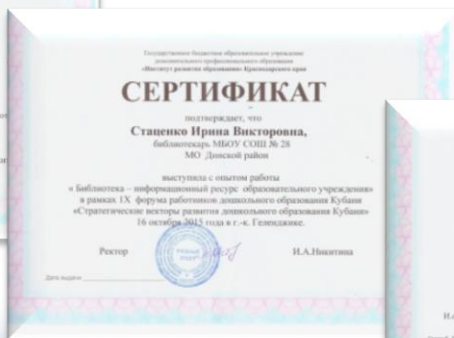 Государственное бюджетное образовательное учреждение
дополнительного профессионального образования
«Институт развития образования» Краснодарского края
СЕРТИФИКАТ
подтверждает, что
Стаценко Ирина Викторовна,
библиотекарь МБОУ СОШ № 28
МО Динской район
выступила с опытом работы
« Библиотека – информационный ресурс образовательного учреждения»
в рамках IX форума работников дошкольного образования Кубани
«Стратегические векторы развития дошкольного образования Кубани»
16 октября 2015 года в г.-к. Геленджике.
Ректор И.А.Никитина
Дата выдачи